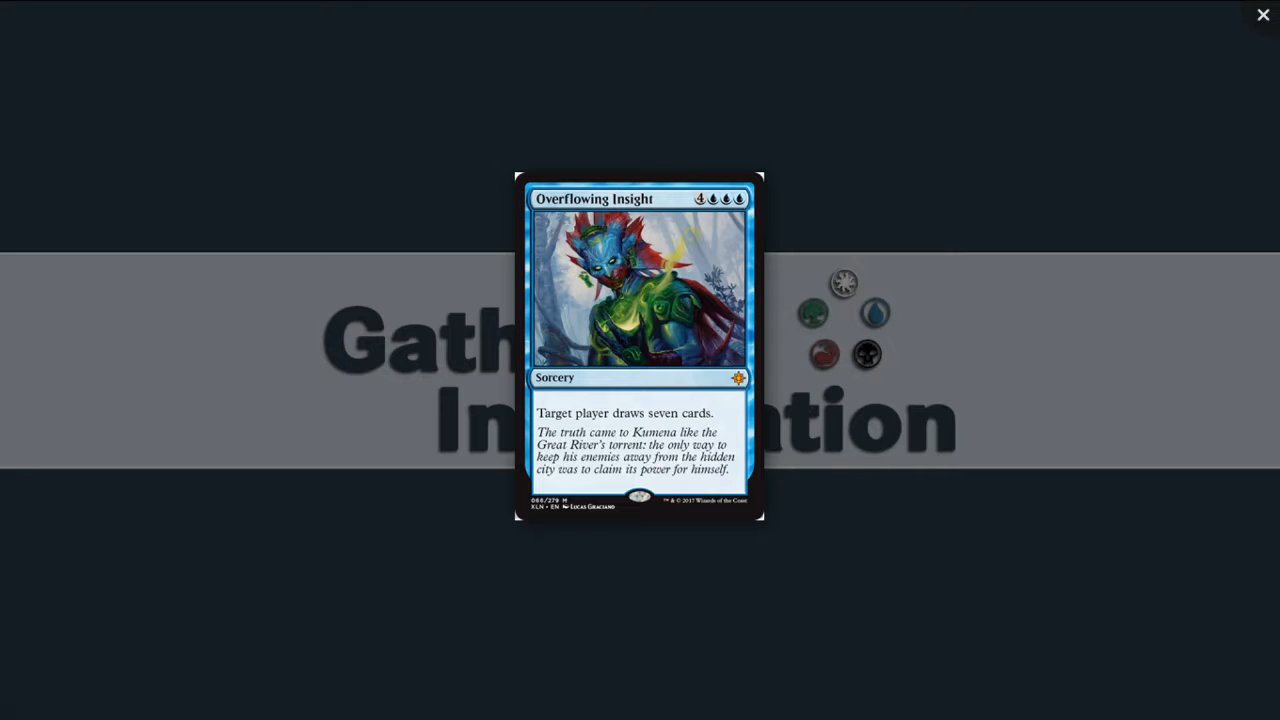 Overflowing Insight 4
Gath
Sorcery
In ation
Target player draws seven cards.
The truth came to Kumena like the
Great River's torrent: the only way to
keep his enemies away from the hidden
city was to claim its power for himself.
066/279 M
™ & © 2017 Wizards of the Coast
XLN • EN Lucas Graciano